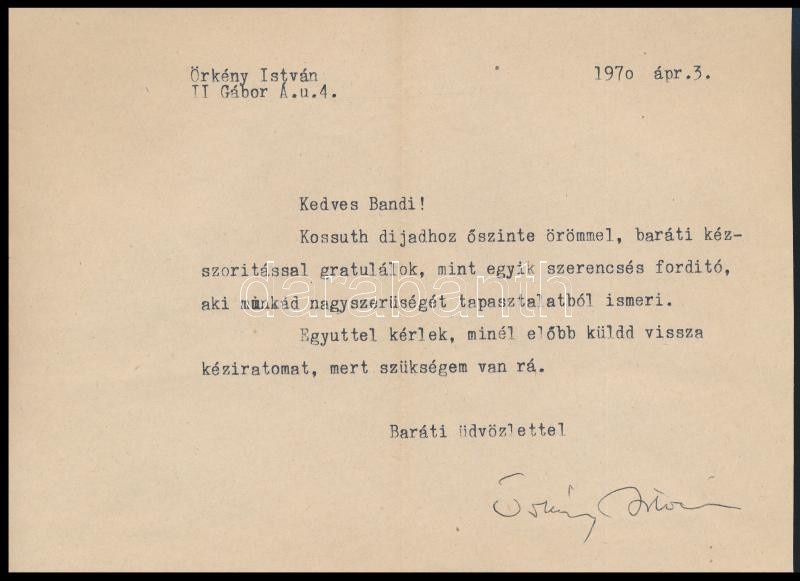 Örkény István
II Gábor Á.u.4.
197o ápr.3.
Kedves Bandi!
Kossuth dijadhoz őszinte örömmel, baráti kéz-
szoritással gratulálok, mint egyik szerencsés forditó,
aki munkád nagyszerüségét tapasztalatból ismeri.
Egyuttel kérlek, minél előbb küldd vissza
kéziratomat, mert szükségem van rá.
Baráti üdvözlettel
Örkény István
darabanth